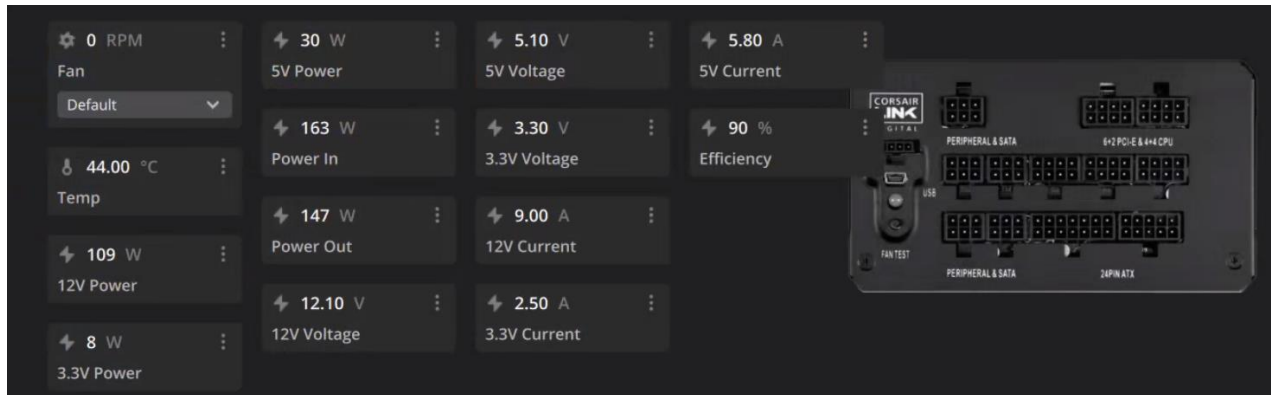 0 RPM
Fan
Default
44.00 °C
Temp
109 W
12V Power
8 W
3.3V Power
30 W
5V Power
163 W
Power In
147 W
Power Out
12.10 V
12V Voltage
5.10 V
5V Voltage
3.30 V
3.3V Voltage
9.00 A
12V Current
2.50 A
3.3V Current
5.80 A
5V Current
90 %
Efficiency
CORSAIR
LINK
DIGITAL
USB
FAN TEST
PERIPHERAL & SATA
6+2 PCI-E & 4+4 CPU
PERIPHERAL & SATA
24PIN ATX